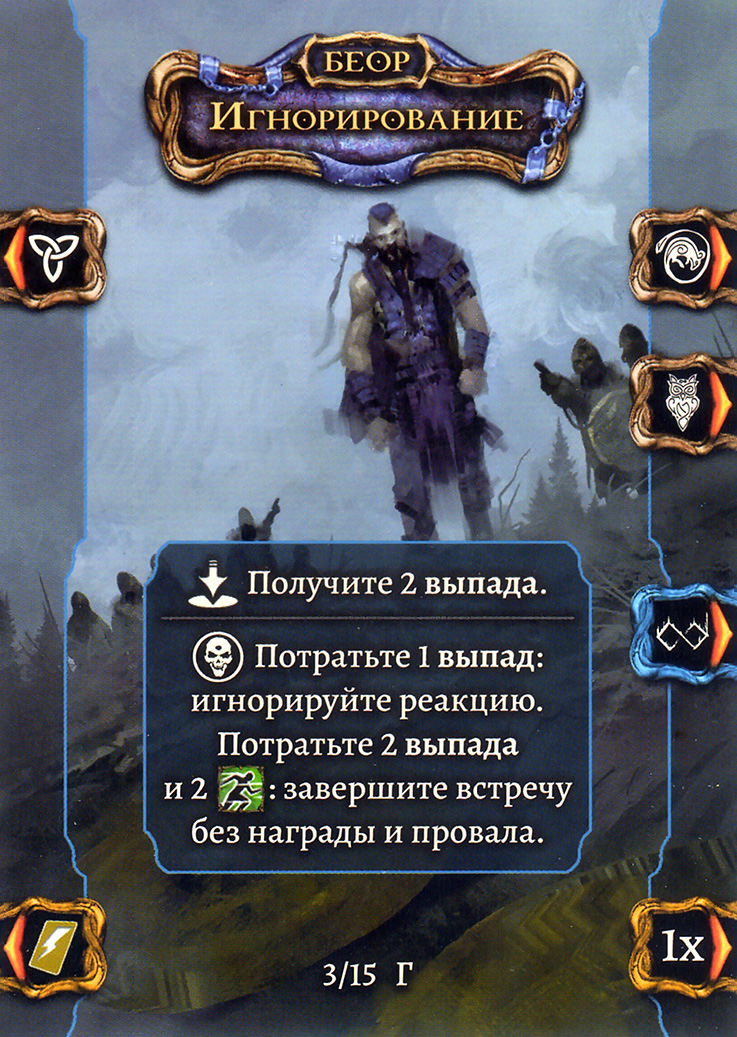 БЕОР
Игнорирование
Получите 2 выпада.
Потратьте 1 выпад:
игнорируйте реакцию.
Потратьте 2 выпада
и 2 : завершите встречу
без награды и провала.
1x
3/15 Г